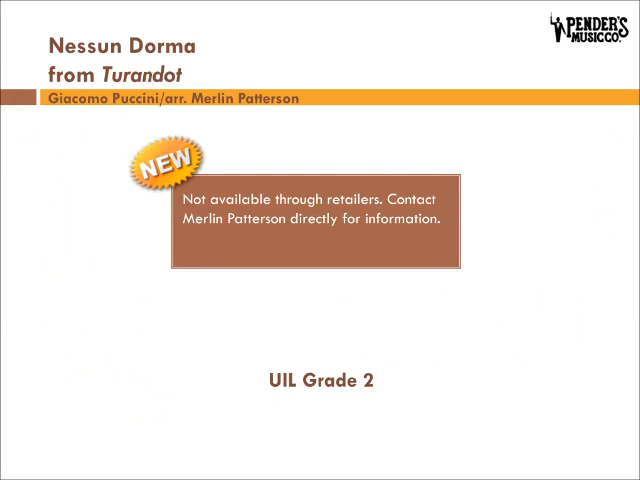 Nessun Dorma
from Turandot
Giacomo Puccini/arr. Merlin Patterson
PENDER'S
MUSIC CO.
NEW
Not available through retailers. Contact
Merlin Patterson directly for information.
UIL Grade 2